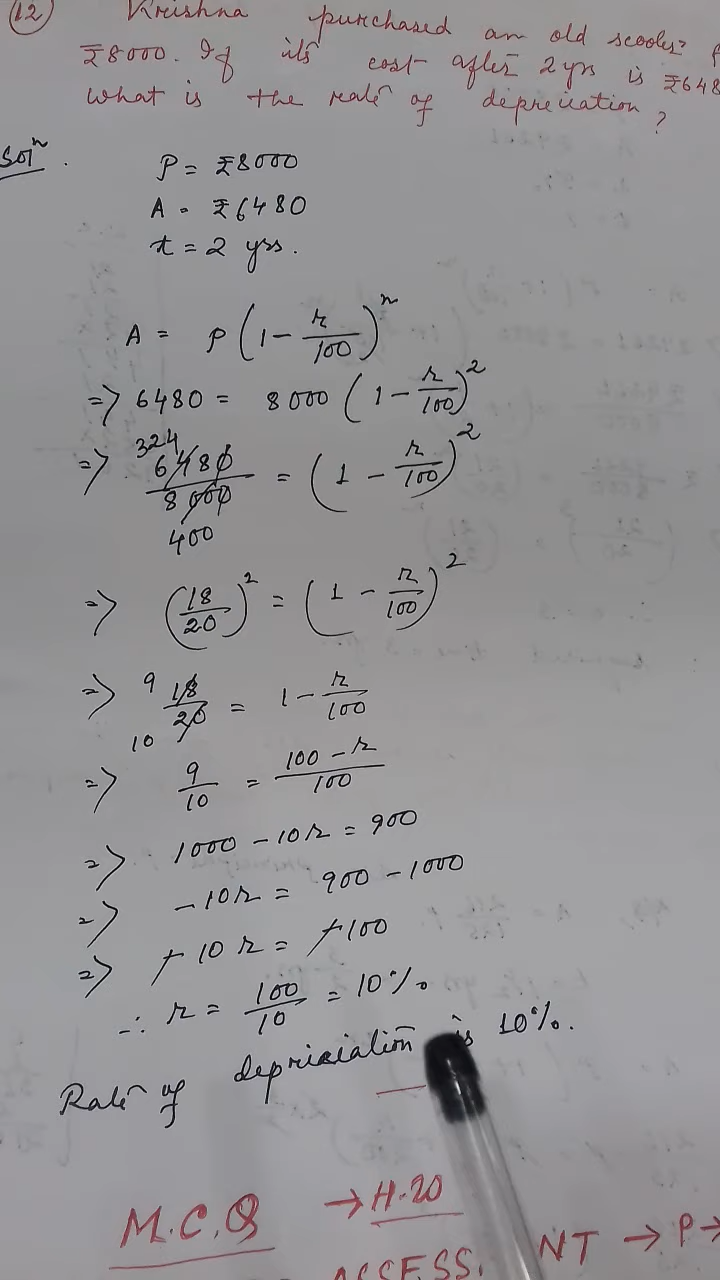 (12) Krishna purchased an old scooter f
₹8000. If its cost after 2 yrs is ₹648
What is the rate of depreciation?
Solⁿ.
P = ₹8000
A = ₹6480
t = 2 yrs.
A = P(1 - r/100)ⁿ
=> 6480 = 8000 (1 - r/100)²
=> 324 6480/8000 400 = (1 - r/100)²
=> (18/20)² = (1 - r/100)²
=> 9 18/20 10 = 1 - r/100
=> 9/10 = (100 - r)/100
=> 1000 - 10r = 900
=> -10r = 900 - 1000
=> -10r = -100
∴ r = 100/10 = 10%
Rate of depriciation is 10%.
M.C.Q → H.20
ASSESS. NT → P →